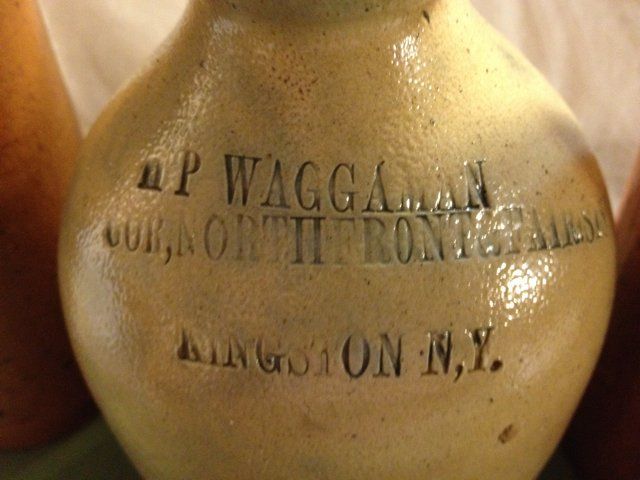 H P WAGGAMAN
COR, NORTH FRONT & FAIR ST
KINGSTON N,Y.